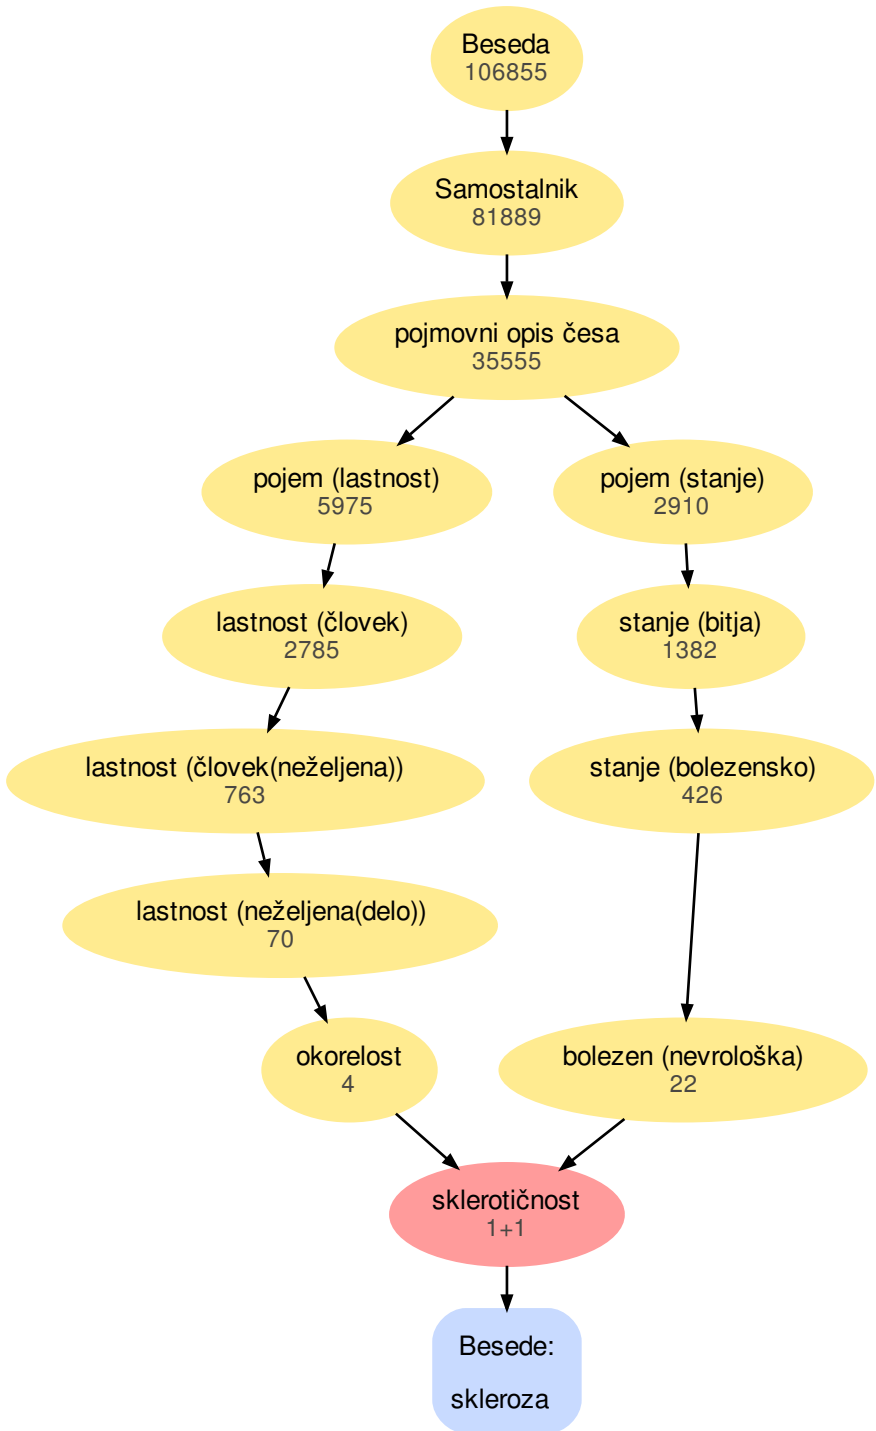 Beseda
106855
Samostalnik
81889
pojmovni opis česa
35555
pojem (lastnost)
5975
pojem (stanje)
2910
lastnost (človek)
2785
stanje (bitja)
1382
lastnost (človek(neželjena))
763
stanje (bolezensko)
426
lastnost (neželjena(delo))
70
okorelost
4
bolezen (nevrološka)
22
sklerotičnost
1+1
Besede:
skleroza